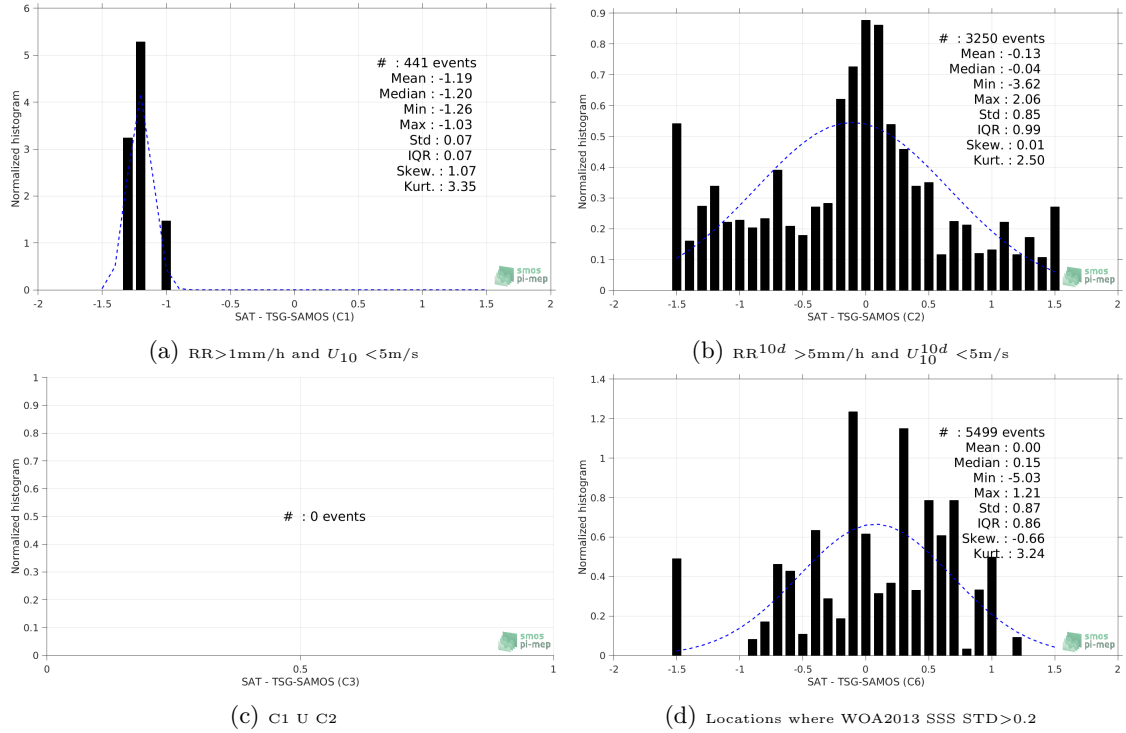 6
5
4
3
2
1
0
-2
-1.5
-1
-0.5
0
0.5
1
1.5
2
Normalized histogram
SAT - TSG-SAMOS (C1)
# : 441 events
Mean : -1.19
Median : -1.20
Min : -1.26
Max : -1.03
Std : 0.07
IQR : 0.07
Skew. : 1.07
Kurt. : 3.35
smos
pi-mep
(a) RR>1mm/h and U10 <5m/s
0.9
0.8
0.7
0.6
0.5
0.4
0.3
0.2
0.1
0
-2
-1.5
-1
-0.5
0
0.5
1
1.5
2
Normalized histogram
SAT - TSG-SAMOS (C2)
# : 3250 events
Mean : -0.13
Median : -0.04
Min : -3.62
Max : 2.06
Std : 0.85
IQR : 0.99
Skew. : 0.01
Kurt. : 2.50
smos
pi-mep
(b) RR10d >5mm/h and U10d10 <5m/s
1
0.9
0.8
0.7
0.6
0.5
0.4
0.3
0.2
0.1
0
0
0.5
1
Normalized histogram
SAT - TSG-SAMOS (C3)
# : 0 events
smos
pi-mep
(c) C1 U C2
1.4
1.2
1
0.8
0.6
0.4
0.2
0
-2
-1.5
-1
-0.5
0
0.5
1
1.5
2
Normalized histogram
SAT - TSG-SAMOS (C6)
# : 5499 events
Mean : 0.00
Median : 0.15
Min : -5.03
Max : 1.21
Std : 0.87
IQR : 0.86
Skew. : -0.66
Kurt. : 3.24
smos
pi-mep
(d) Locations where WOA2013 SSS STD>0.2